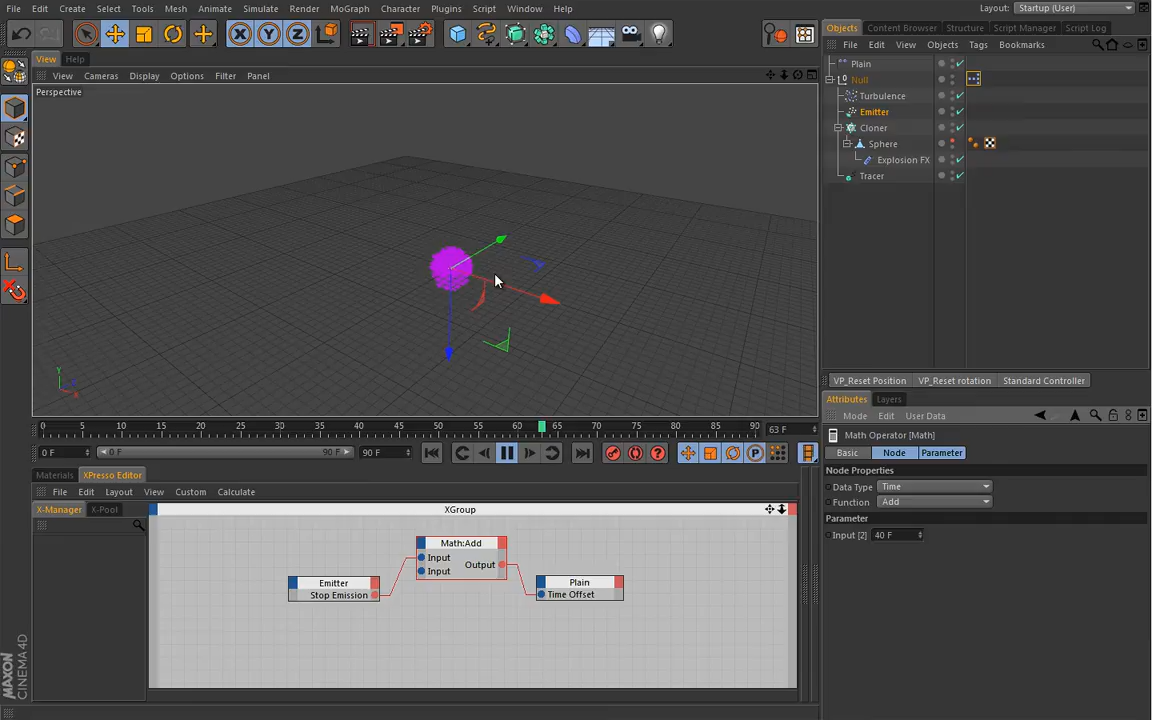 File Edit Create Select Tools Mesh Animate Simulate Render MoGraph Character Plugins Script Window Help Layout: Startup (User)
Objects Content Browser Structure Script Manager Script Log
File Edit View Objects Tags Bookmarks
View Help
View Cameras Display Options Filter Panel
Perspective
Plain
Null
Turbulence
Emitter
Cloner
Sphere
Explosion FX
Tracer
Y
VP_Reset Position VP_Reset rotation Standard Controller
Attributes Layers
Mode Edit User Data
Math Operator [Math]
Basic Node Parameter
Node Properties
Data Type Time
Function Add
Parameter
Input [2] 40 F
0 5 10 15 20 25 30 35 40 45 50 55 60 65 70 75 80 85 90 63 F
0 F 0 F 90 F 90 F
Materials XPresso Editor
File Edit Layout View Custom Calculate
X-Manager X-Pool
XGroup
Math:Add
Input
Input
Output
Emitter
Stop Emission
Plain
Time Offset
MAXON
CINEMA 4D